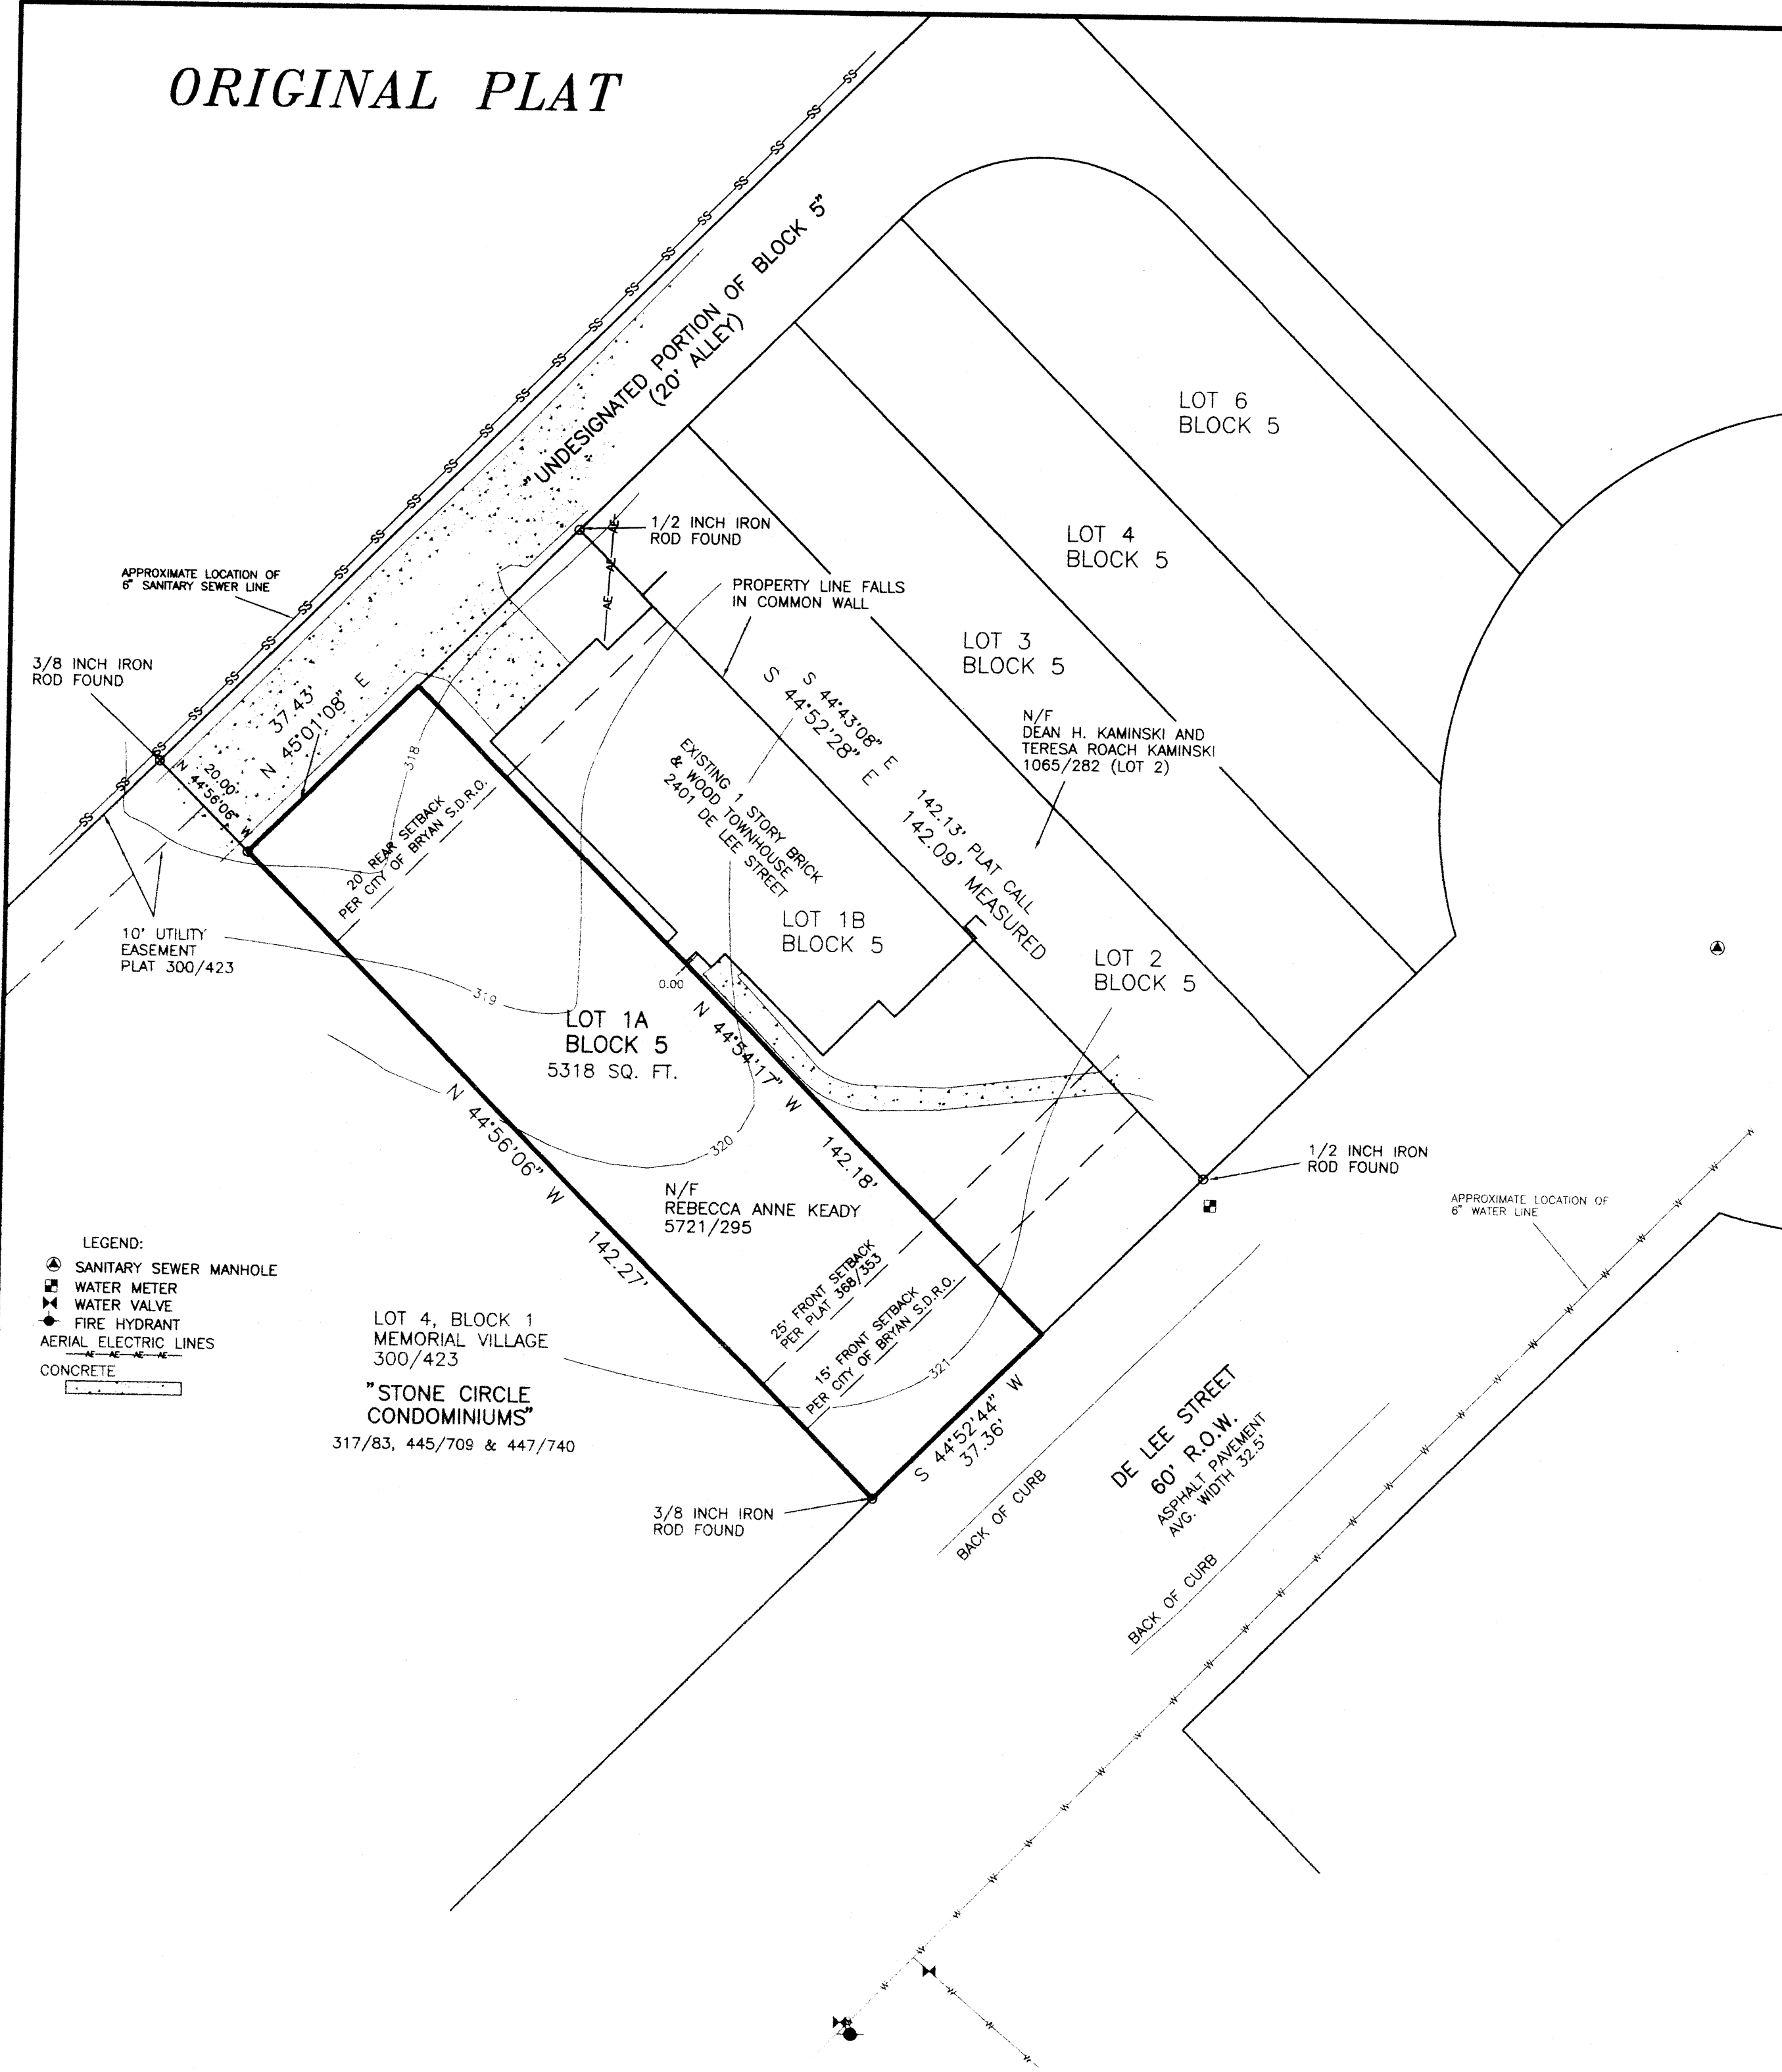 ORIGINAL PLAT
"UNDESIGNATED PORTION OF BLOCK 5"
(20' ALLEY)
LOT 6
BLOCK 5
LOT 4
BLOCK 5
LOT 3
BLOCK 5
1/2 INCH IRON
ROD FOUND
PROPERTY LINE FALLS
IN COMMON WALL
APPROXIMATE LOCATION OF
6" SANITARY SEWER LINE
3/8 INCH IRON
ROD FOUND
37.43'
N 45°01'08" E
20.00'
N 44°56'06" W
318
S 44°43'08" E
S 44°52'28" E
142.13' PLAT CALL
142.09' MEASURED
N/F
DEAN H. KAMINSKI AND
TERESA ROACH KAMINSKI
1065/282 (LOT 2)
EXISTING 1 STORY BRICK
& WOOD TOWNHOUSE
2401 DE LEE STREET
20' REAR SETBACK
PER CITY OF BRYAN S.D.R.O.
LOT 1B
BLOCK 5
LOT 2
BLOCK 5
10' UTILITY
EASEMENT
PLAT 300/423
319
0.00
LOT 1A
BLOCK 5
5318 SQ. FT.
N 44°54'17" W
142.18'
N 44°56'06" W
142.27'
320
N/F
REBECCA ANNE KEADY
5721/295
1/2 INCH IRON
ROD FOUND
APPROXIMATE LOCATION OF
6" WATER LINE
LEGEND:
SANITARY SEWER MANHOLE
WATER METER
WATER VALVE
FIRE HYDRANT
AERIAL ELECTRIC LINES
AE AE AE AE
CONCRETE
LOT 4, BLOCK 1
MEMORIAL VILLAGE
300/423
"STONE CIRCLE
CONDOMINIUMS"
317/83, 445/709 & 447/740
25' FRONT SETBACK
PER PLAT 368/353
15' FRONT SETBACK
PER CITY OF BRYAN S.D.R.O.
321
S 44°52'44" W
37.36'
3/8 INCH IRON
ROD FOUND
BACK OF CURB
DE LEE STREET
60' R.O.W.
ASPHALT PAVEMENT
AVG. WIDTH 32.5'
BACK OF CURB